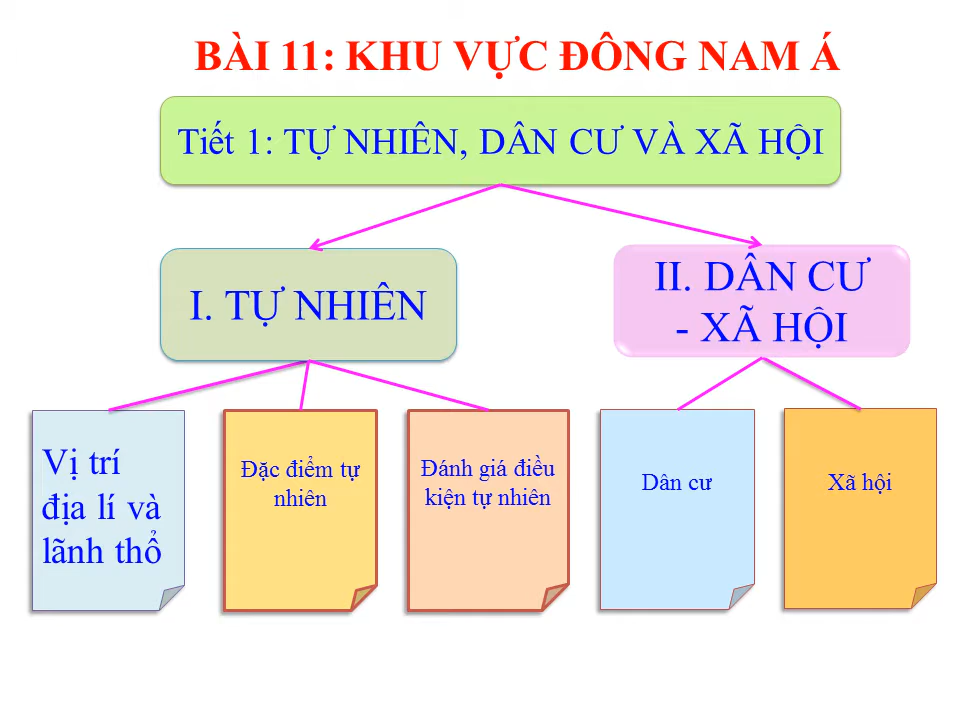 BÀI 11: KHU VỰC ĐÔNG NAM Á
Tiết 1: TỰ NHIÊN, DÂN CƯ VÀ XÃ HỘI
I. TỰ NHIÊN
II. DÂN CƯ
- XÃ HỘI
Vị trí
địa lí và
lãnh thổ
Đặc điểm tự
nhiên
Đánh giá điều
kiện tự nhiên
Dân cư
Xã hội